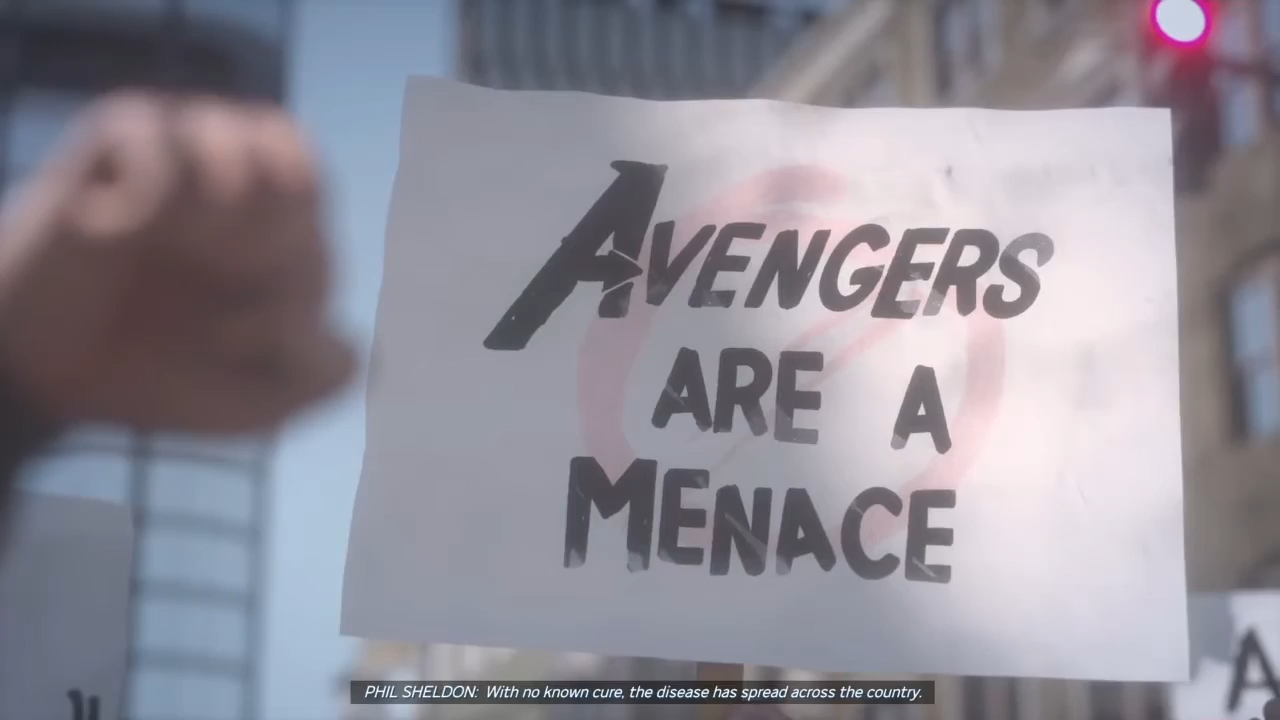 AVENGERS
ARE A
MENACE
A
PHIL SHELDON: With no known cure, the disease has spread across the country.